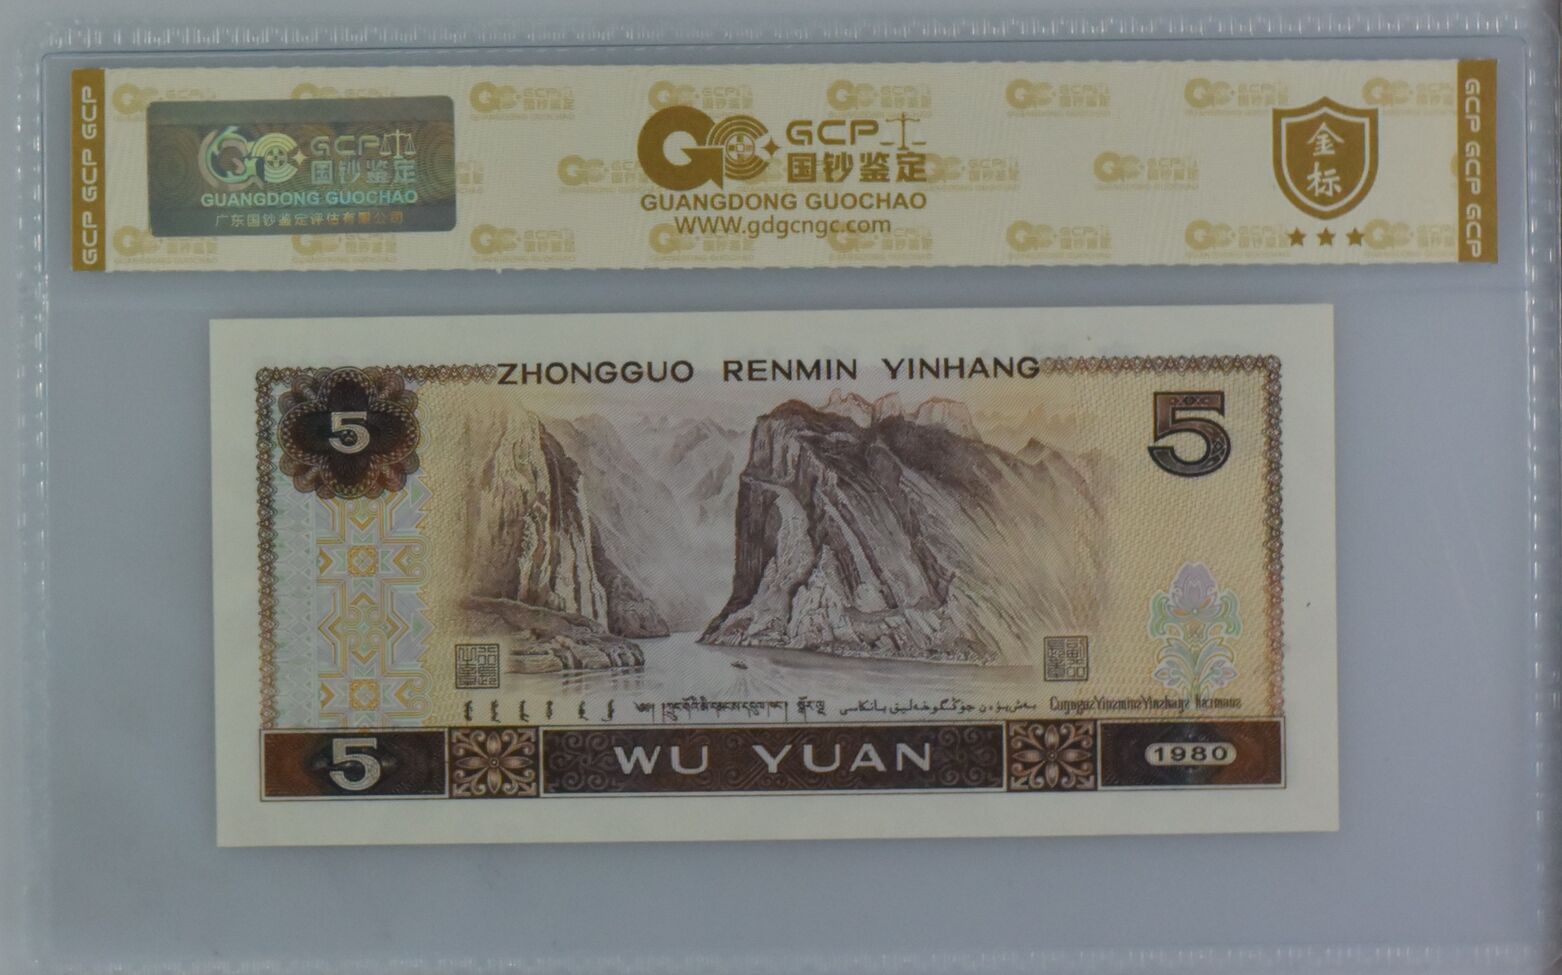 GCP GCP GCP
GCP
国钞鉴定
GUANGDONG GUOCHAO
广东国钞鉴定评估有限公司
GCP
国钞鉴定
GUANGDONG GUOCHAO
WWW.gdgcngc.com
金
标
GCP GCP GCP
ZHONGGUO RENMIN YINHANG
5
5
5
WU YUAN
1980